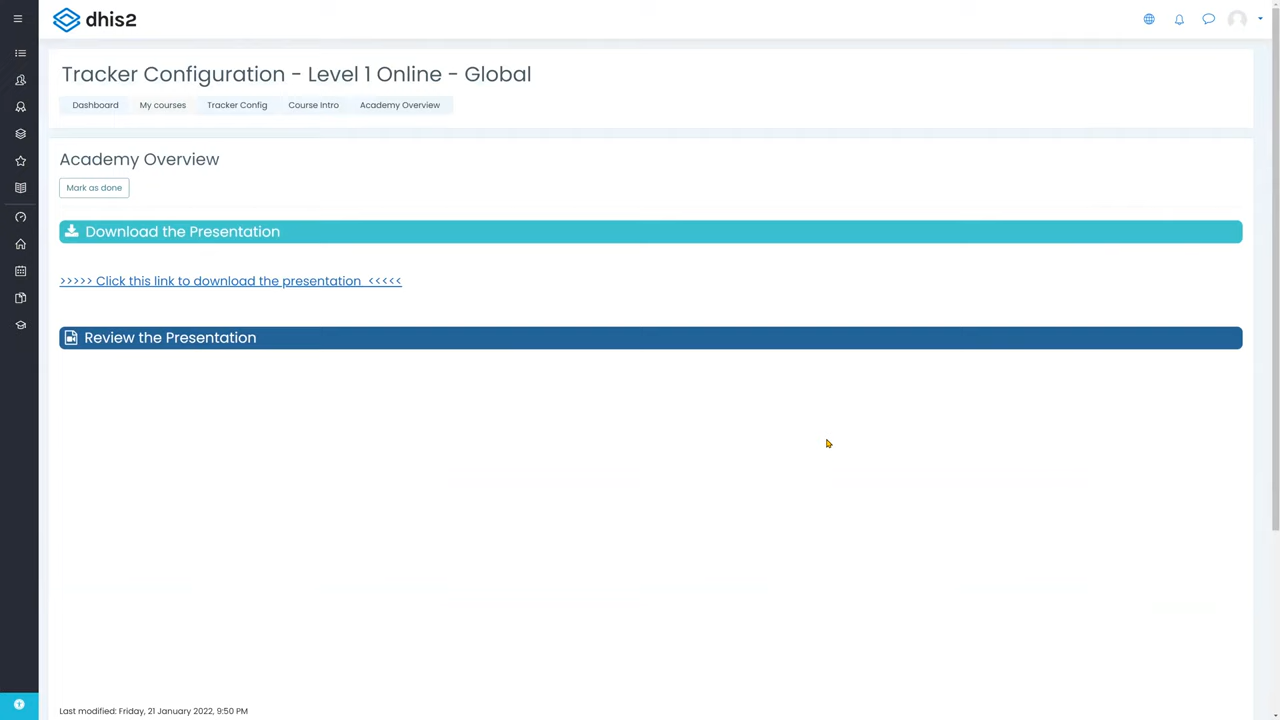 dhis2
Tracker Configuration - Level 1 Online - Global
Dashboard
My courses
Tracker Config
Course Intro
Academy Overview
Academy Overview
Mark as done
Download the Presentation
>>>>> Click this link to download the presentation <<<<<
Review the Presentation
Last modified: Friday, 21 January 2022, 9:50 PM